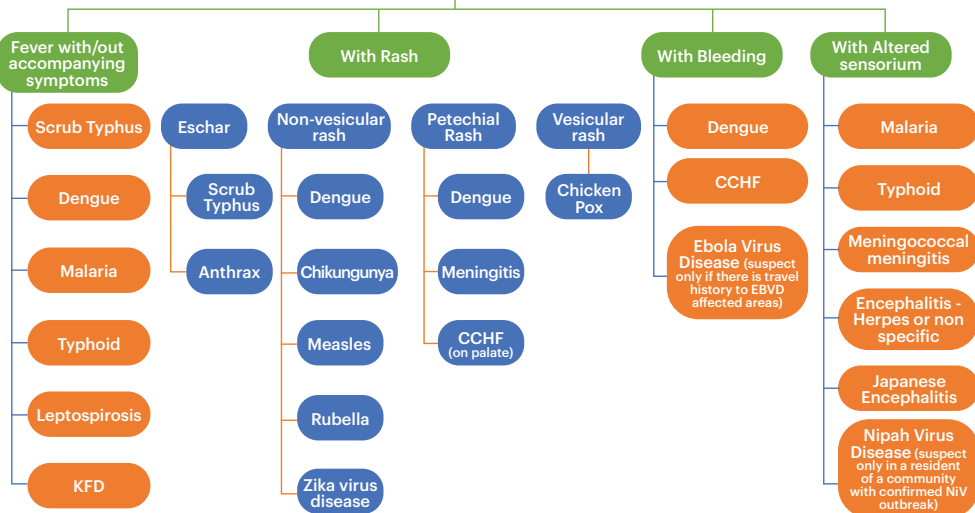 Fever with/out
accompanying
symptoms
Scrub Typhus
Dengue
Malaria
Typhoid
Leptospirosis
KFD
With Rash
Eschar
Scrub
Typhus
Anthrax
Non-vesicular
rash
Dengue
Chikungunya
Measles
Rubella
Zika virus
disease
Petechial
Rash
Dengue
Meningitis
CCHF
(on palate)
Vesicular
rash
Chicken
Pox
With Bleeding
Dengue
CCHF
Ebola Virus
Disease (suspect
only if there is travel
history to EBVD
affected areas)
With Altered
sensorium
Malaria
Typhoid
Meningococcal
meningitis
Encephalitis -
Herpes or non
specific
Japanese
Encephalitis
Nipah Virus
Disease (suspect
only in a resident
of a community
with confirmed NiV
outbreak)